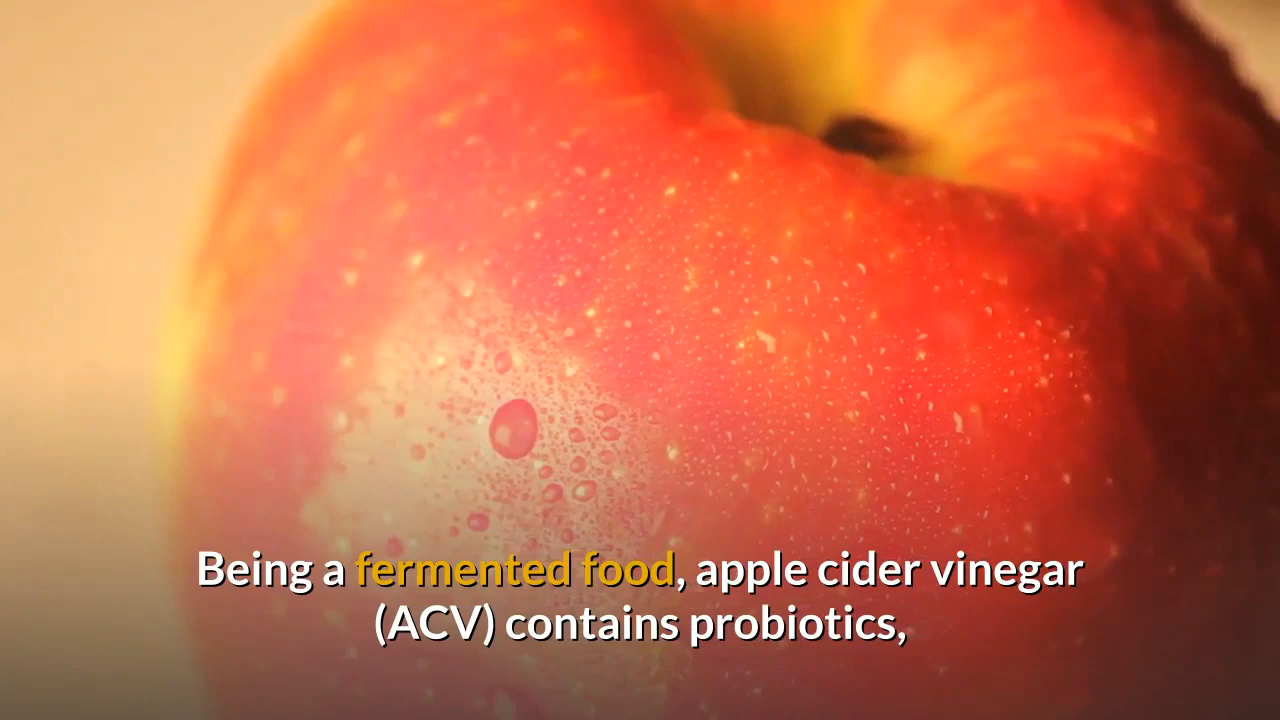 Being a fermented food, apple cider vinegar
(ACV) contains probiotics,